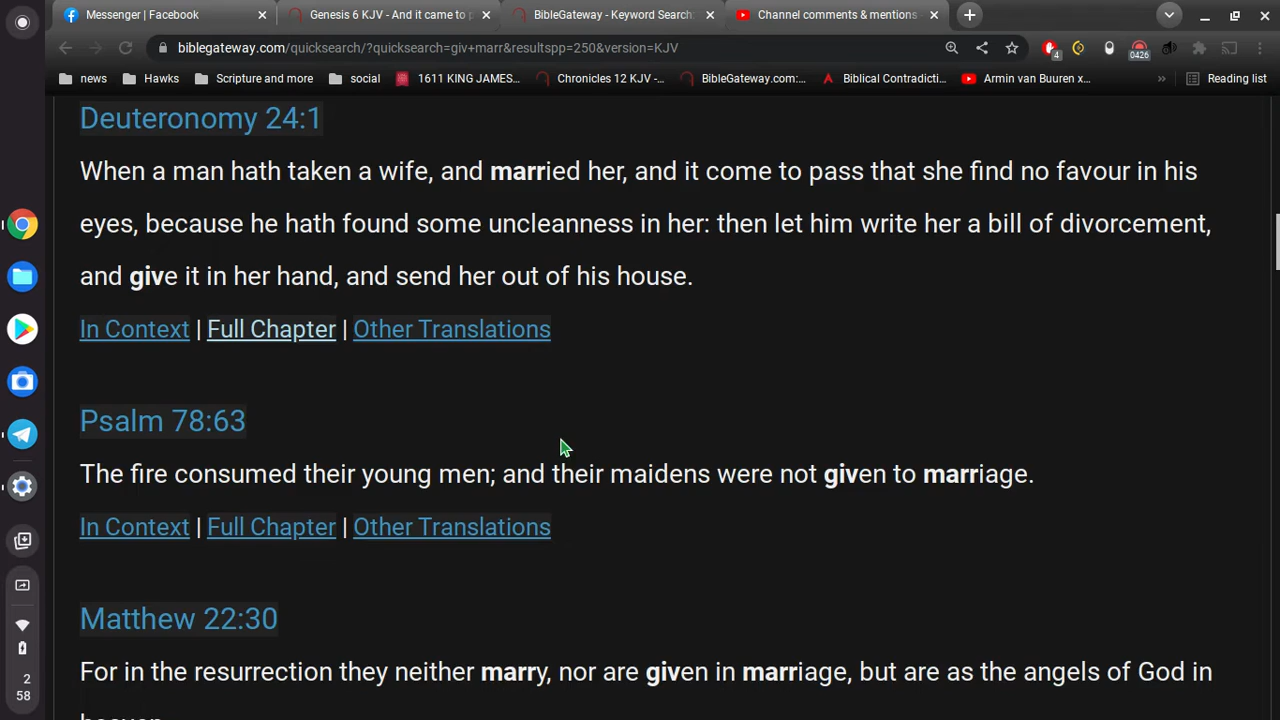 Messenger | Facebook
Genesis 6 KJV - And it came to p
BibleGateway - Keyword Search:
Channel comments & mentions
biblegateway.com/quicksearch/?quicksearch=giv+marr&resultspp=250&version=KJV
4
0426
news
Hawks
Scripture and more
social
1611 KING JAMES...
Chronicles 12 KJV -...
BibleGateway.com:...
Biblical Contradicti...
Armin van Buuren x...
»
Reading list
Deuteronomy 24:1
When a man hath taken a wife, and married her, and it come to pass that she find no favour in his
eyes, because he hath found some uncleanness in her: then let him write her a bill of divorcement,
and give it in her hand, and send her out of his house.
In Context | Full Chapter | Other Translations
Psalm 78:63
The fire consumed their young men; and their maidens were not given to marriage.
In Context | Full Chapter | Other Translations
Matthew 22:30
For in the resurrection they neither marry, nor are given in marriage, but are as the angels of God in
heaven.
2
58